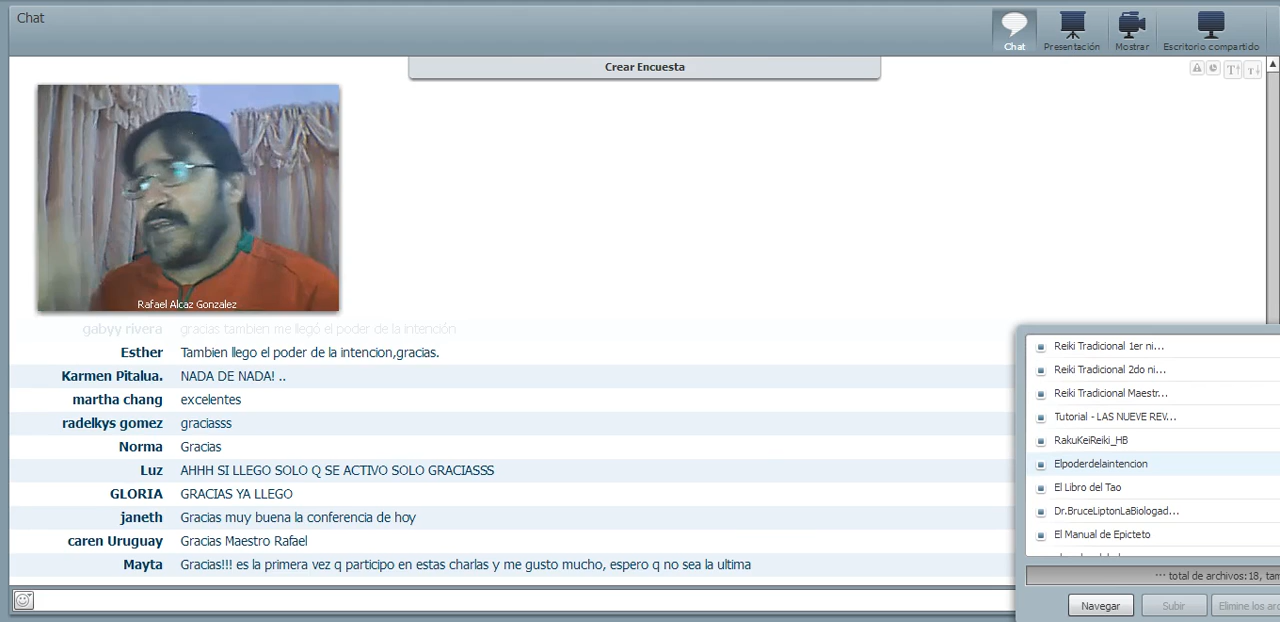 Chat
Chat
Presentación
Mostrar
Escritorio compartido
Crear Encuesta
T↑
T↓
Rafael Alcaz Gonzalez
gabyy rivera gracias tambien me llegó el poder de la intención
Esther Tambien llego el poder de la intencion,gracias.
Karmen Pitalua. NADA DE NADA! ..
martha chang excelentes
radelkys gomez graciasss
Norma Gracias
Luz AHHH SI LLEGO SOLO Q SE ACTIVO SOLO GRACIASSS
GLORIA GRACIAS YA LLEGO
janeth Gracias muy buena la conferencia de hoy
caren Uruguay Gracias Maestro Rafael
Mayta Gracias!!! es la primera vez q participo en estas charlas y me gusto mucho, espero q no sea la ultima
Reiki Tradicional 1er ni...
Reiki Tradicional 2do ni...
Reiki Tradicional Maestr...
Tutorial - LAS NUEVE REV...
RakuKeiReiki_HB
Elpoderdelaintencion
El Libro del Tao
Dr.BruceLiptonLaBiologad...
El Manual de Epicteto
... total de archivos:18, tam
Navegar
Subir
Elimine los arc